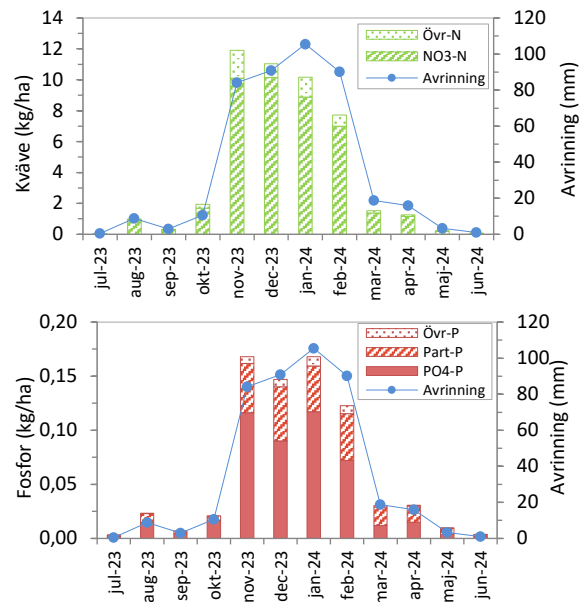 14
12
10
8
6
4
2
0
Kväve (kg/ha)
Övr-N
NO3-N
Avrinning
120
100
80
60
40
20
0
Avrinning (mm)
jul-23
aug-23
sep-23
okt-23
nov-23
dec-23
jan-24
feb-24
mar-24
apr-24
maj-24
jun-24
0,20
0,15
0,10
0,05
0,00
Fosfor (kg/ha)
Övr-P
Part-P
PO4-P
Avrinning
120
100
80
60
40
20
0
Avrinning (mm)
jul-23
aug-23
sep-23
okt-23
nov-23
dec-23
jan-24
feb-24
mar-24
apr-24
maj-24
jun-24